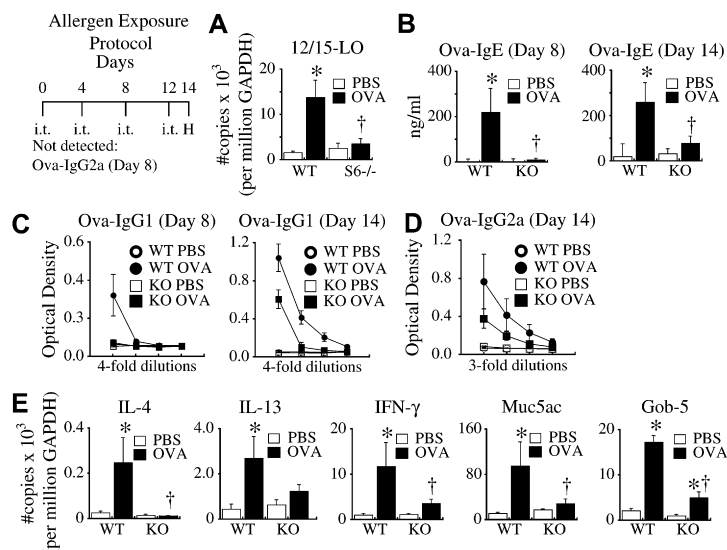 Allergen Exposure
Protocol
Days
0 4 8 12 14
i.t. i.t. i.t. i.t. H
Not detected:
Ova-IgG2a (Day 8)
A
12/15-LO
#copies x 10³
(per million GAPDH)
20
10
0
*
†
PBS
OVA
WT S6-/-
B
Ova-IgE (Day 8)
ng/ml
400
200
0
*
†
PBS
OVA
WT KO
Ova-IgE (Day 14)
400
200
0
*
†
PBS
OVA
WT KO
C
Ova-IgG1 (Day 8)
Optical Density
0.6
0.4
0.2
0.0
WT PBS
WT OVA
KO PBS
KO OVA
4-fold dilutions
Ova-IgG1 (Day 14)
1.2
0.8
0.4
0.0
WT PBS
WT OVA
KO PBS
KO OVA
4-fold dilutions
D
Ova-IgG2a (Day 14)
Optical Density
1.2
0.8
0.4
0.0
WT PBS
WT OVA
KO PBS
KO OVA
3-fold dilutions
E
#copies x 10³
per million GAPDH)
IL-4
0.4
0.2
0
*
†
PBS
OVA
WT KO
IL-13
4.0
2.0
0.0
*
PBS
OVA
WT KO
IFN-γ
20
10
0
*
†
PBS
OVA
WT KO
Muc5ac
160
80
0
*
†
PBS
OVA
WT KO
Gob-5
20
10
0
*
*†
PBS
OVA
WT KO